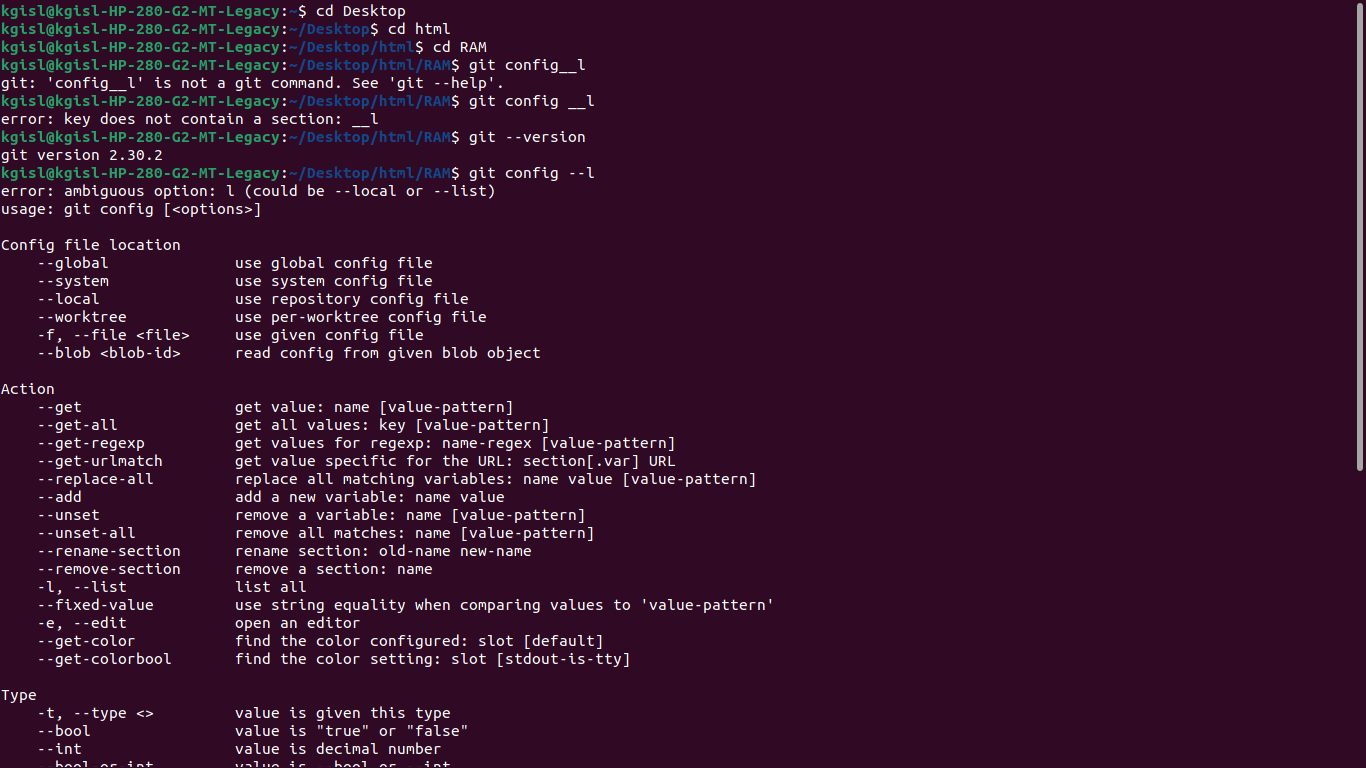 kgisl@kgisl-HP-280-G2-MT-Legacy:~$ cd Desktop
kgisl@kgisl-HP-280-G2-MT-Legacy:~/Desktop$ cd html
kgisl@kgisl-HP-280-G2-MT-Legacy:~/Desktop/html$ cd RAM
kgisl@kgisl-HP-280-G2-MT-Legacy:~/Desktop/html/RAM$ git config__l
git: 'config__l' is not a git command. See 'git --help'.
kgisl@kgisl-HP-280-G2-MT-Legacy:~/Desktop/html/RAM$ git config __l
error: key does not contain a section: __l
kgisl@kgisl-HP-280-G2-MT-Legacy:~/Desktop/html/RAM$ git --version
git version 2.30.2
kgisl@kgisl-HP-280-G2-MT-Legacy:~/Desktop/html/RAM$ git config --l
error: ambiguous option: l (could be --local or --list)
usage: git config [<options>]

Config file location
    --global              use global config file
    --system              use system config file
    --local               use repository config file
    --worktree            use per-worktree config file
    -f, --file <file>     use given config file
    --blob <blob-id>      read config from given blob object

Action
    --get                 get value: name [value-pattern]
    --get-all             get all values: key [value-pattern]
    --get-regexp          get values for regexp: name-regex [value-pattern]
    --get-urlmatch        get value specific for the URL: section[.var] URL
    --replace-all         replace all matching variables: name value [value-pattern]
    --add                 add a new variable: name value
    --unset               remove a variable: name [value-pattern]
    --unset-all           remove all matches: name [value-pattern]
    --rename-section      rename section: old-name new-name
    --remove-section      remove a section: name
    -l, --list            list all
    --fixed-value         use string equality when comparing values to 'value-pattern'
    -e, --edit            open an editor
    --get-color           find the color configured: slot [default]
    --get-colorbool       find the color setting: slot [stdout-is-tty]

Type
    -t, --type <>         value is given this type
    --bool                value is "true" or "false"
    --int                 value is decimal number
    --bool-or-int         value is --bool or --int